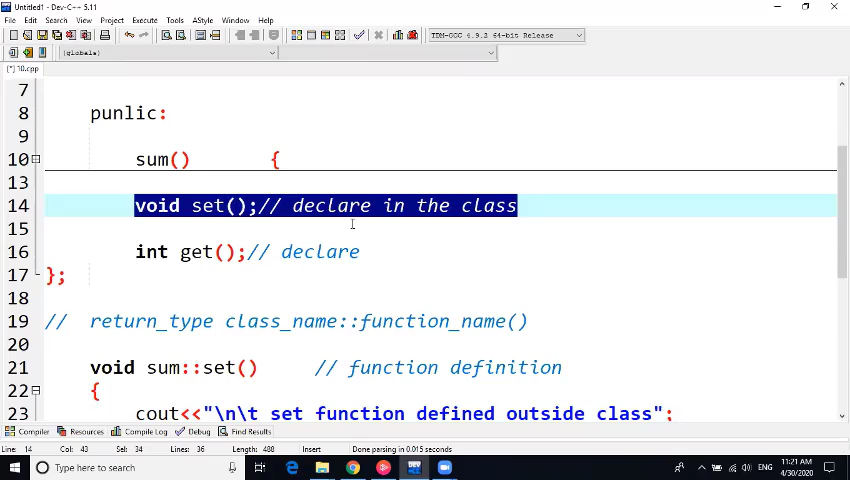 Untitled1 - Dev-C++ 5.11
File Edit Search View Project Execute Tools AStyle Window Help
TDM-GCC 4.9.2 64-bit Release
(globals)
[*] 10.cpp
7
8 punlic:
9
10 sum() {
13
14 void set();// declare in the class
15
16 int get();// declare
17 };
18
19 // return_type class_name::function_name()
20
21 void sum::set() // function definition
22 {
23 cout<<"\n\t set function defined outside class";
Compiler Resources Compile Log Debug Find Results
Line: 14 Col: 43 Sel: 34 Lines: 36 Length: 488 Insert Done parsing in 0.015 seconds
Type here to search
DEV
ENG
11:21 AM
4/30/2020